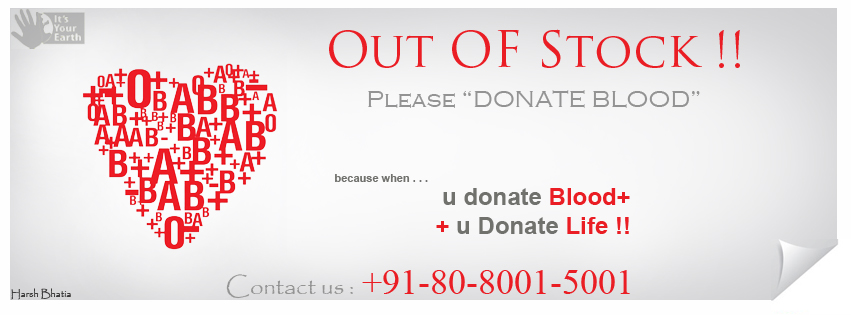 It's
Your
Earth
OUT OF STOCK !!
PLEASE “DONATE BLOOD”
because when . . .
u donate Blood+
+ u Donate Life !!
Contact us : +91-80-8001-5001
Harsh Bhatia